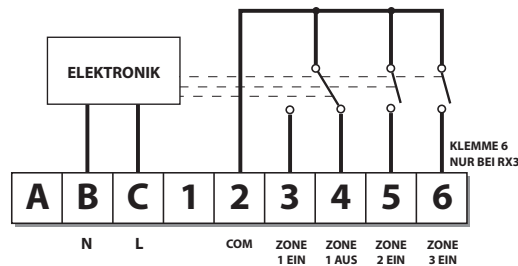 ELEKTRONIK
KLEMME 6
NUR BEI RX3
A B C 1 2 3 4 5 6
N L COM ZONE ZONE ZONE ZONE
1 EIN 1 AUS 2 EIN 3 EIN